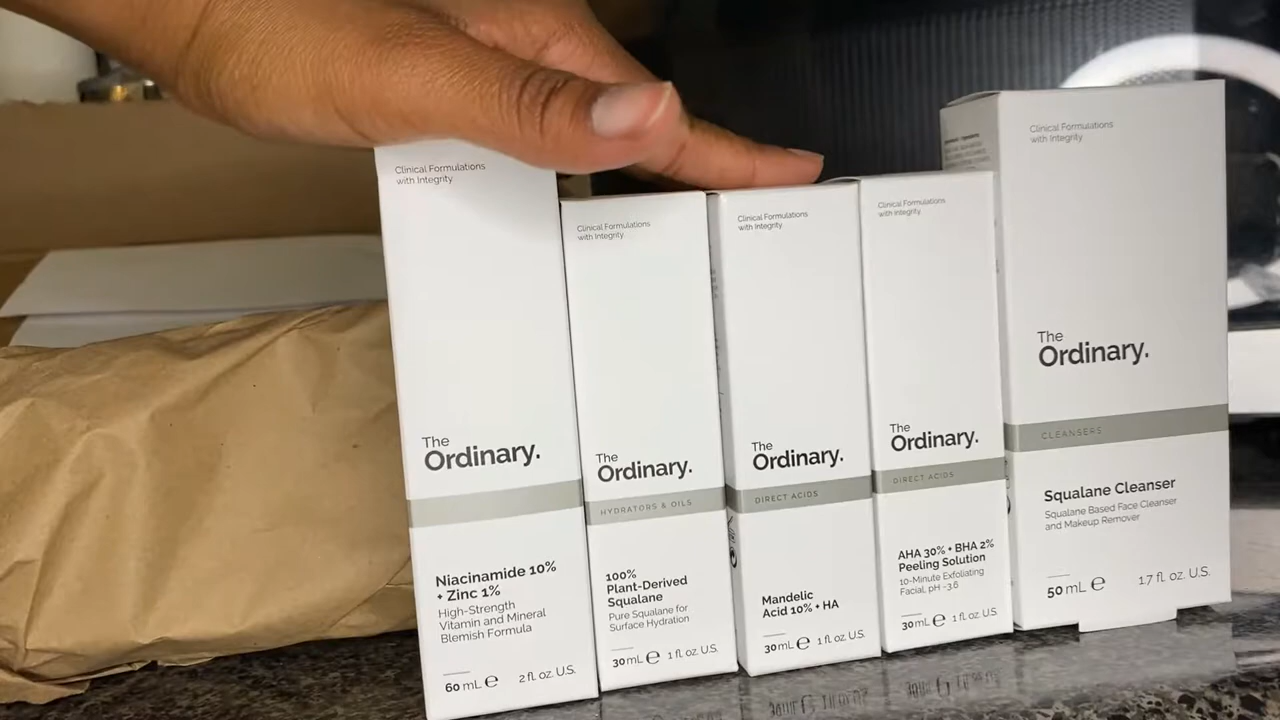 Clinical Formulations
with Integrity
The
Ordinary.
Niacinamide 10%
+ Zinc 1%
High-Strength
Vitamin and Mineral
Blemish Formula
60 mL ℮ 2 fl oz. U.S.
Clinical Formulations
with Integrity
The
Ordinary.
HYDRATORS & OILS
100%
Plant-Derived
Squalane
Pure Squalane for
Surface Hydration
30 mL ℮ 1 fl oz. U.S.
Clinical Formulations
with Integrity
The
Ordinary.
DIRECT ACIDS
Mandelic
Acid 10% + HA
30 mL ℮ 1 fl oz. U.S.
Clinical Formulations
with Integrity
The
Ordinary.
DIRECT ACIDS
AHA 30% + BHA 2%
Peeling Solution
10-Minute Exfoliating
Facial, pH ~3.6
30 mL ℮ 1 fl oz. U.S.
Clinical Formulations
with Integrity
The
Ordinary.
CLEANSERS
Squalane Cleanser
Squalane Based Face Cleanser
and Makeup Remover
50 mL ℮ 1.7 fl oz. U.S.